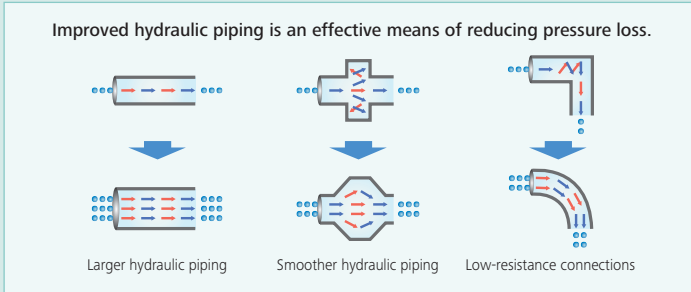 Improved hydraulic piping is an effective means of reducing pressure loss.
Larger hydraulic piping
Smoother hydraulic piping
Low-resistance connections